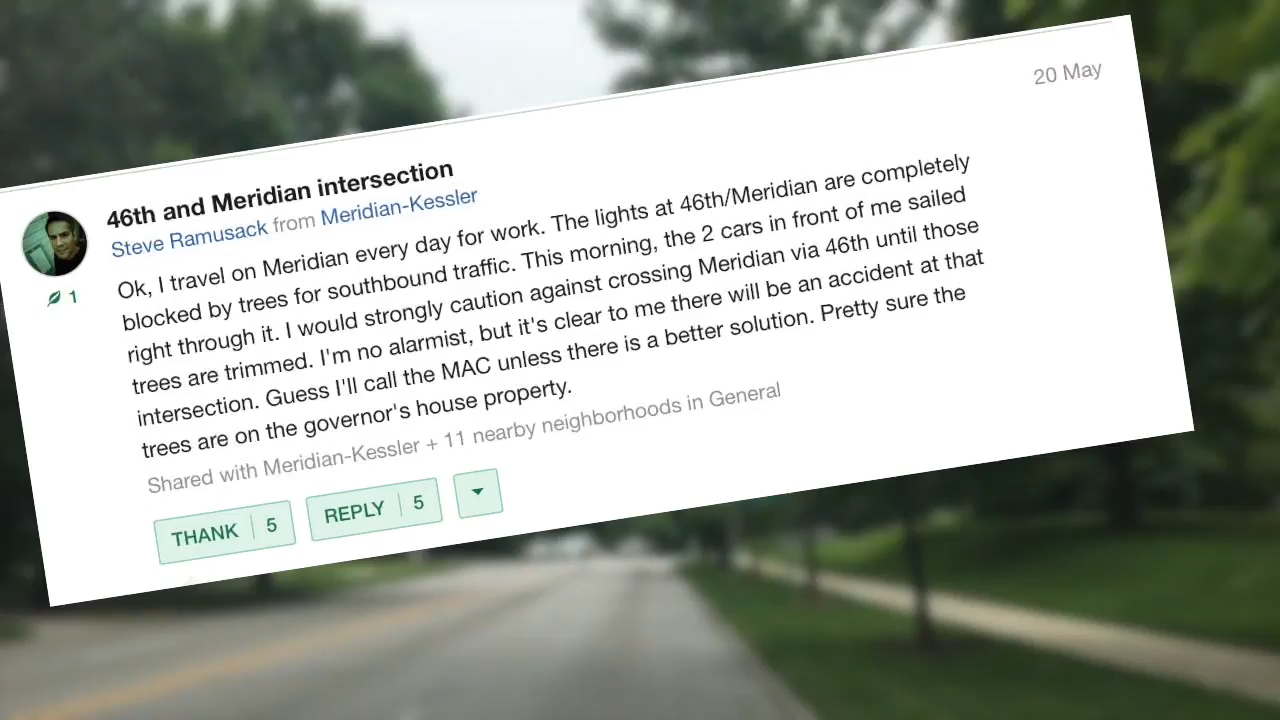 20 May
46th and Meridian intersection
Steve Ramusack from Meridian-Kessler
1
Ok, I travel on Meridian every day for work. The lights at 46th/Meridian are completely
blocked by trees for southbound traffic. This morning, the 2 cars in front of me sailed
right through it. I would strongly caution against crossing Meridian via 46th until those
trees are trimmed. I'm no alarmist, but it's clear to me there will be an accident at that
intersection. Guess I'll call the MAC unless there is a better solution. Pretty sure the
trees are on the governor's house property.
Shared with Meridian-Kessler + 11 nearby neighborhoods in General
THANK 5 REPLY 5